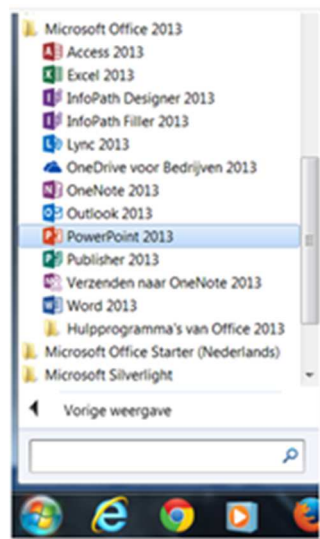 Microsoft Office 2013
Access 2013
Excel 2013
InfoPath Designer 2013
InfoPath Filler 2013
Lync 2013
OneDrive voor Bedrijven 2013
OneNote 2013
Outlook 2013
PowerPoint 2013
Publisher 2013
Verzenden naar OneNote 2013
Word 2013
Hulpprogramma's van Office 2013
Microsoft Office Starter (Nederlands)
Microsoft Silverlight
Vorige weergave